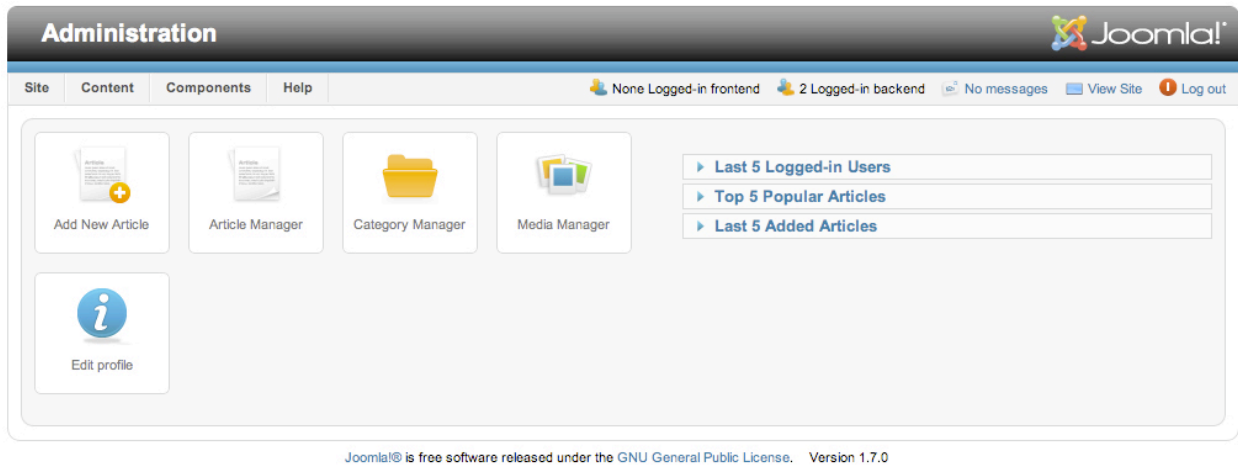 Administration
Joomla!
Site Content Components Help None Logged-in frontend 2 Logged-in backend No messages View Site Log out
Article
Article
Add New Article Article Manager Category Manager Media Manager
Last 5 Logged-in Users
Top 5 Popular Articles
Last 5 Added Articles
Edit profile
Joomla!® is free software released under the GNU General Public License. Version 1.7.0